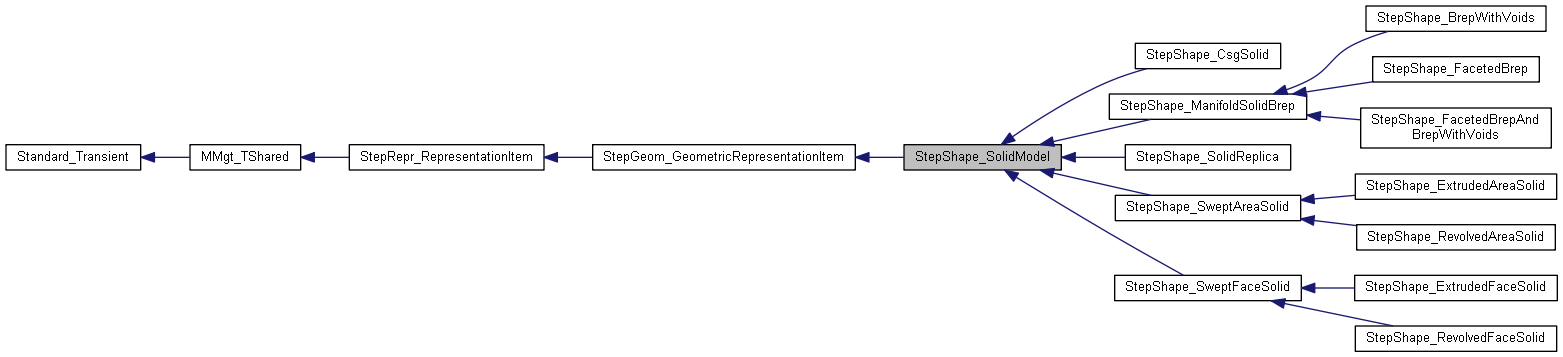 Standard_Transient
MMgt_TShared
StepRepr_RepresentationItem
StepGeom_GeometricRepresentationItem
StepShape_SolidModel
StepShape_CsgSolid
StepShape_ManifoldSolidBrep
StepShape_SolidReplica
StepShape_SweptAreaSolid
StepShape_SweptFaceSolid
StepShape_BrepWithVoids
StepShape_FacetedBrep
StepShape_FacetedBrepAnd
BrepWithVoids
StepShape_ExtrudedAreaSolid
StepShape_RevolvedAreaSolid
StepShape_ExtrudedFaceSolid
StepShape_RevolvedFaceSolid